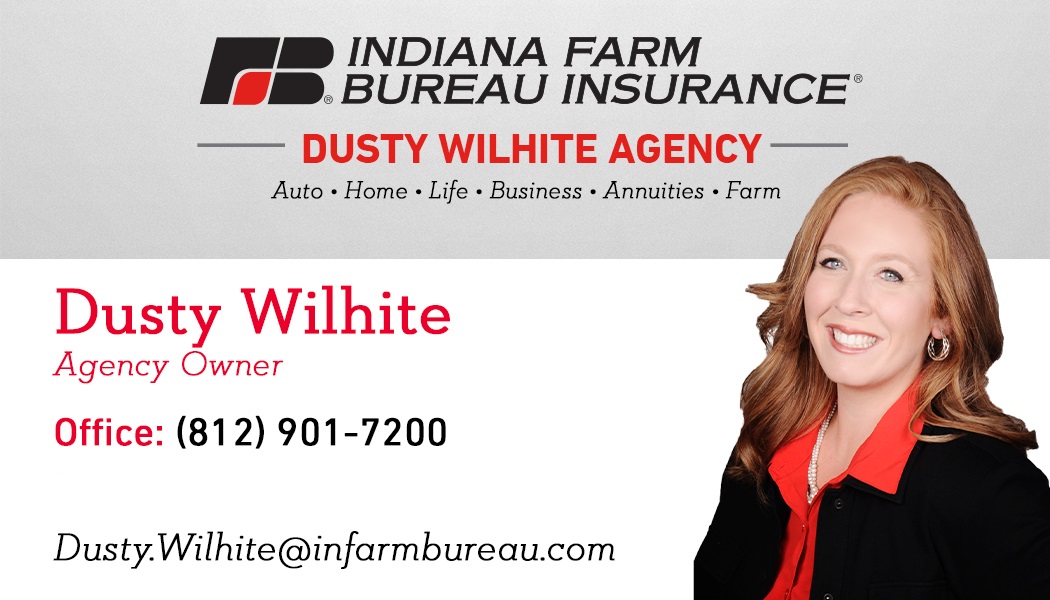 FB® INDIANA FARM
BUREAU INSURANCE®
DUSTY WILHITE AGENCY
Auto • Home • Life • Business • Annuities • Farm
Dusty Wilhite
Agency Owner
Office: (812) 901-7200
Dusty.Wilhite@infarmbureau.com